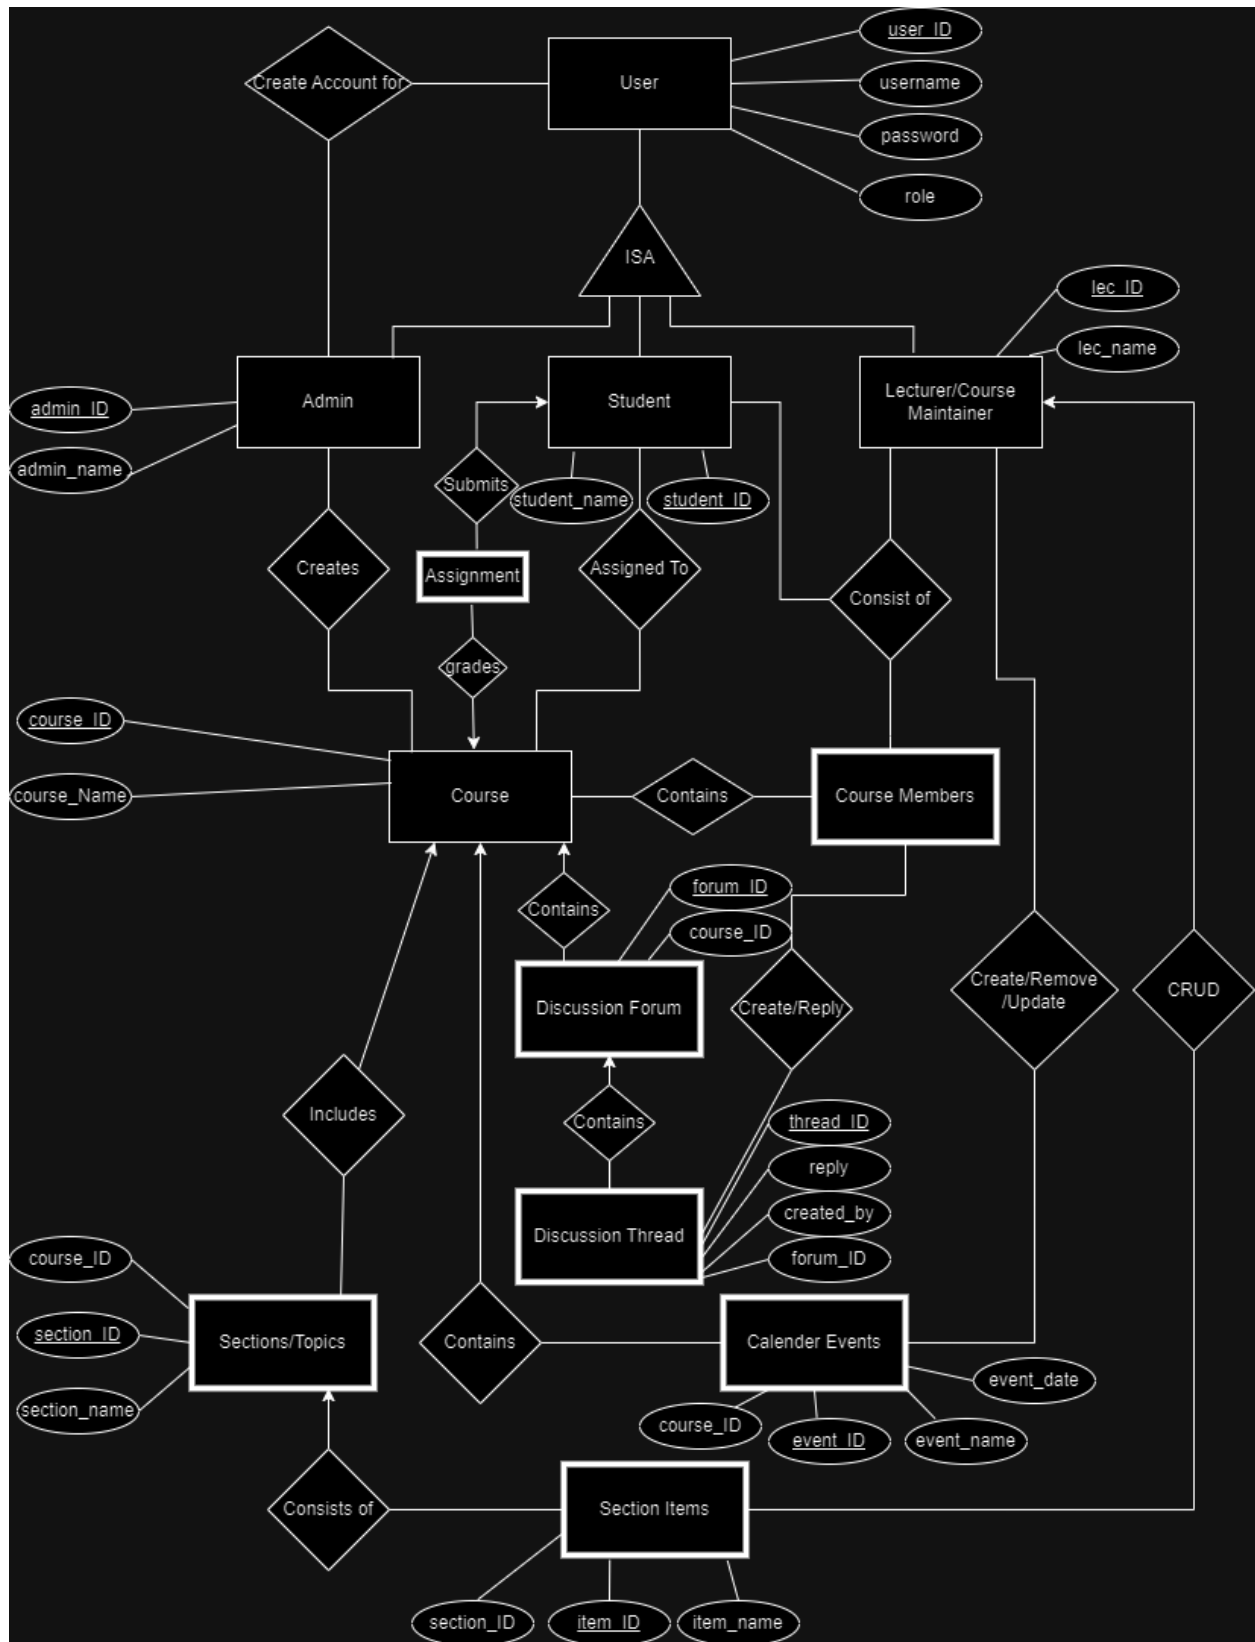 user_ID
Create Account for
User
username
password
role
ISA
lec_ID
lec_name
admin_ID
admin_name
Admin
Student
Lecturer/Course
Maintainer
Submits
student_name
student_ID
Creates
Assignment
Assigned To
Consist of
grades
course_ID
course_Name
Course
Contains
Course Members
Contains
forum_ID
course_ID
Discussion Forum
Create/Reply
Create/Remove
/Update
CRUD
Includes
Contains
thread_ID
reply
created_by
forum_ID
Discussion Thread
course_ID
section_ID
section_name
Sections/Topics
Contains
Calender Events
event_date
course_ID
event_ID
event_name
Consists of
Section Items
section_ID
item_ID
item_name